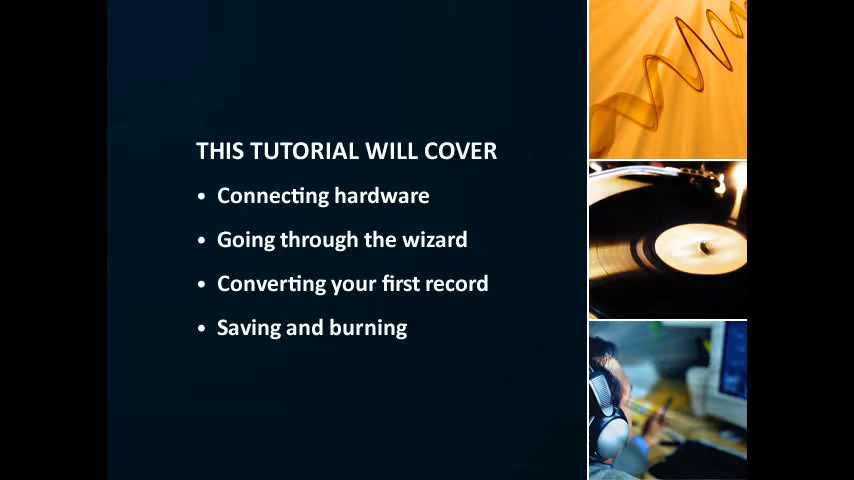 THIS TUTORIAL WILL COVER
• Connecting hardware
• Going through the wizard
• Converting your first record
• Saving and burning